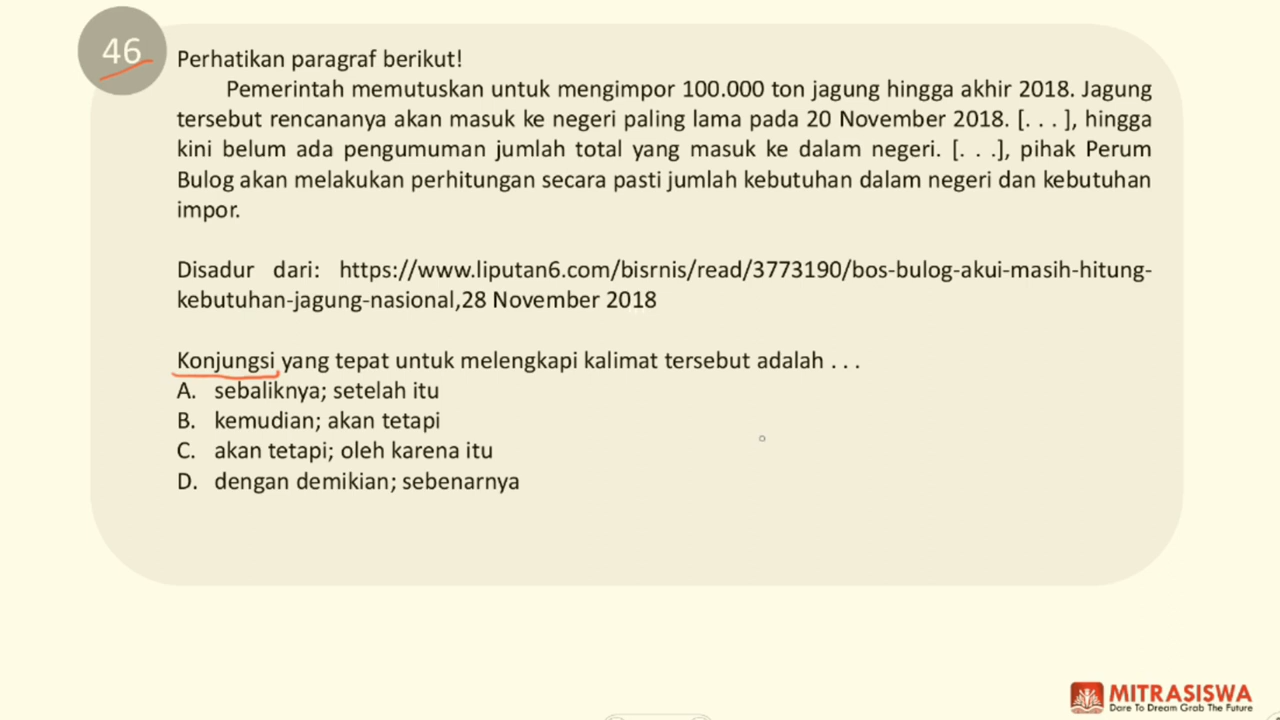 46
Perhatikan paragraf berikut!
Pemerintah memutuskan untuk mengimpor 100.000 ton jagung hingga akhir 2018. Jagung
tersebut rencananya akan masuk ke negeri paling lama pada 20 November 2018. [. . . ], hingga
kini belum ada pengumuman jumlah total yang masuk ke dalam negeri. [. . .], pihak Perum
Bulog akan melakukan perhitungan secara pasti jumlah kebutuhan dalam negeri dan kebutuhan
impor.
Disadur dari: https://www.liputan6.com/bisrnis/read/3773190/bos-bulog-akui-masih-hitung-
kebutuhan-jagung-nasional,28 November 2018
Konjungsi yang tepat untuk melengkapi kalimat tersebut adalah . . .
A. sebaliknya; setelah itu
B. kemudian; akan tetapi
C. akan tetapi; oleh karena itu
D. dengan demikian; sebenarnya
MITRASISWA
Dare To Dream Grab The Future